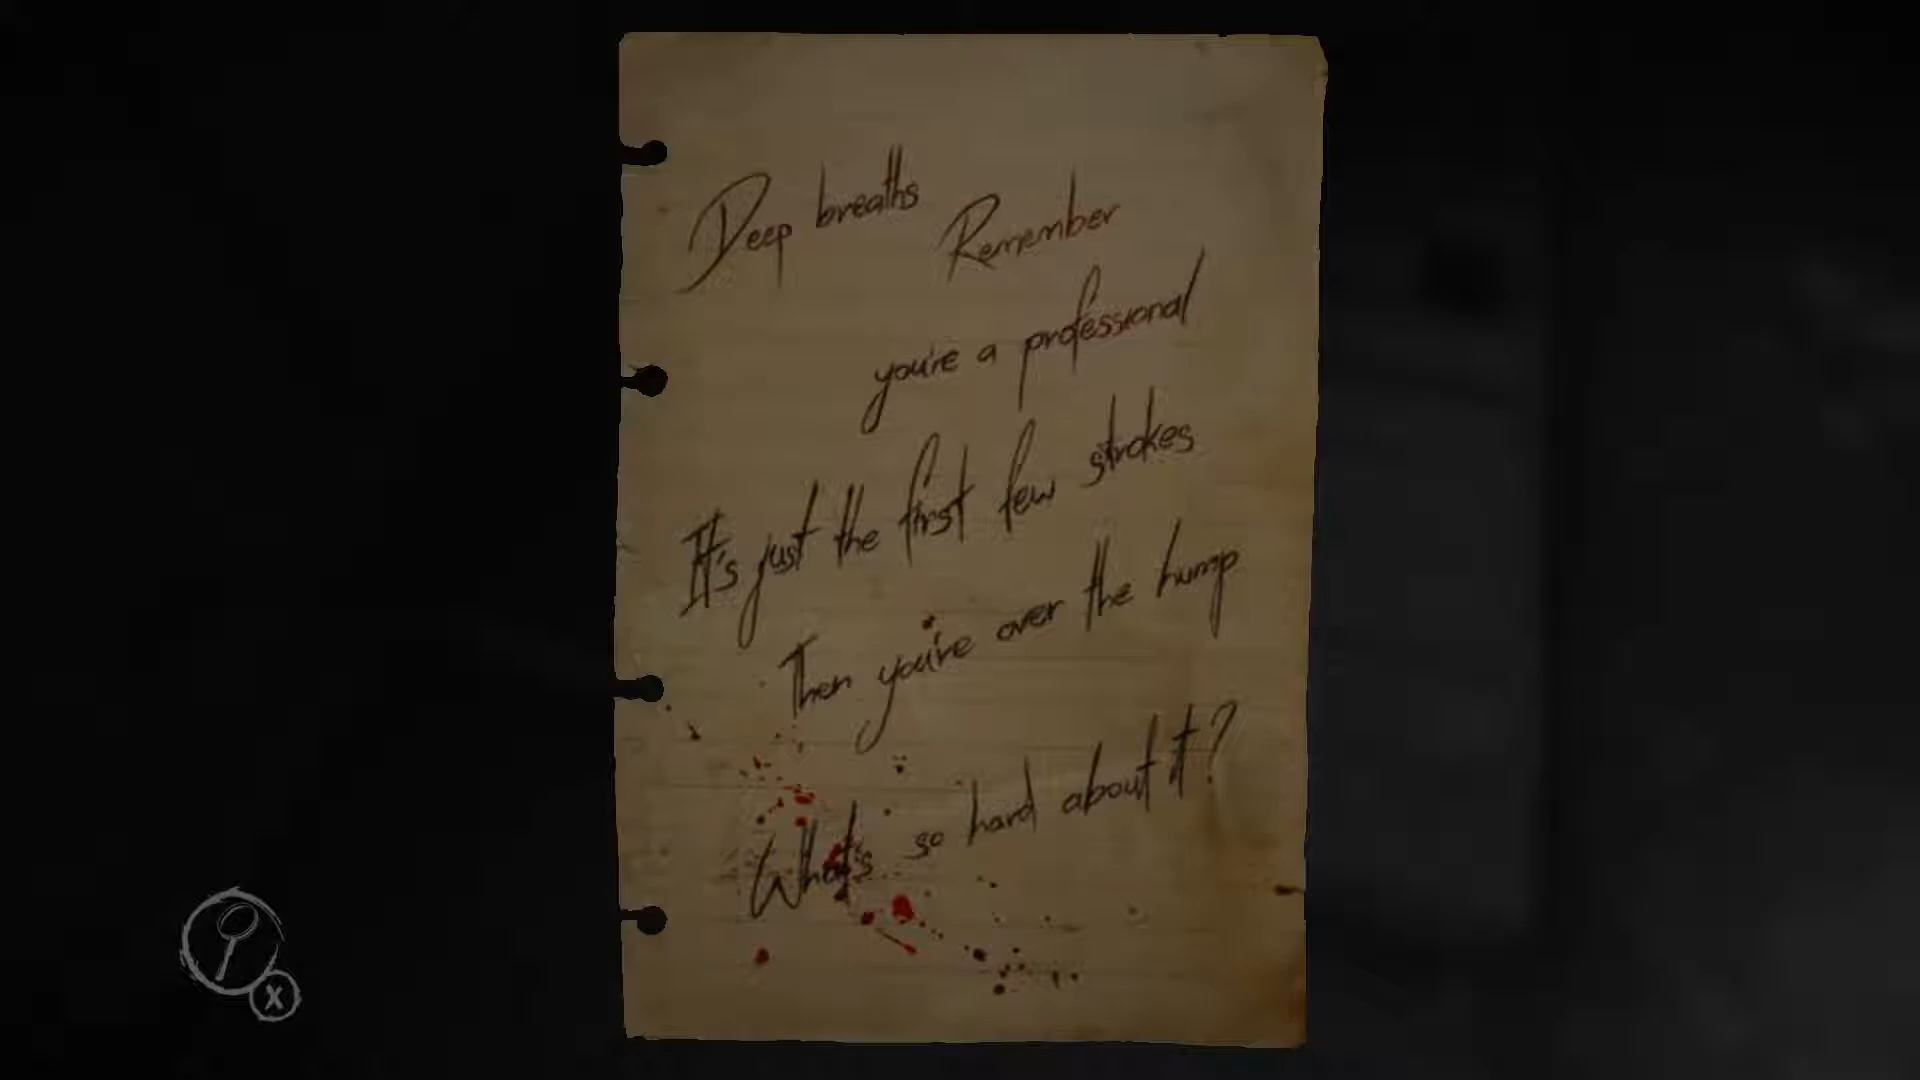 Deep breaths
Remember
you're a professional
It's just the first few strokes
Then you're over the hump
What's so hard about it?
X